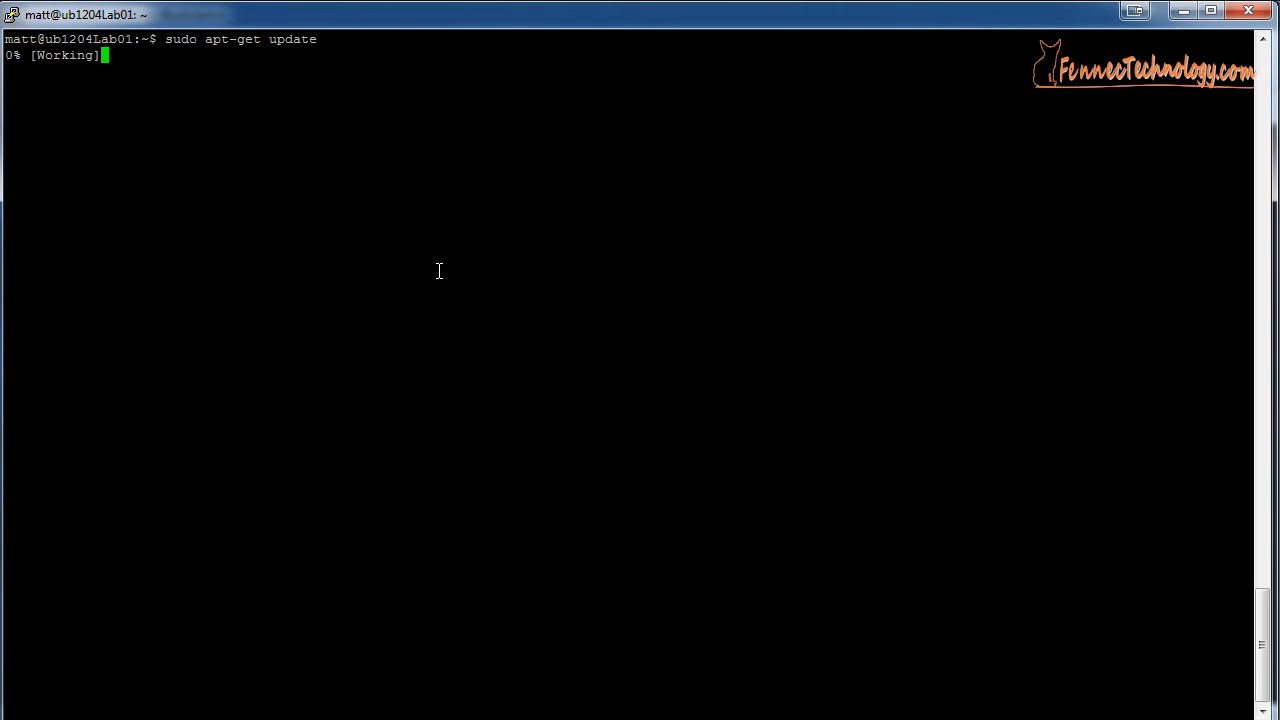 matt@ub1204Lab01: ~
matt@ub1204Lab01:~$ sudo apt-get update
0% [Working]
FennecTechnology.com